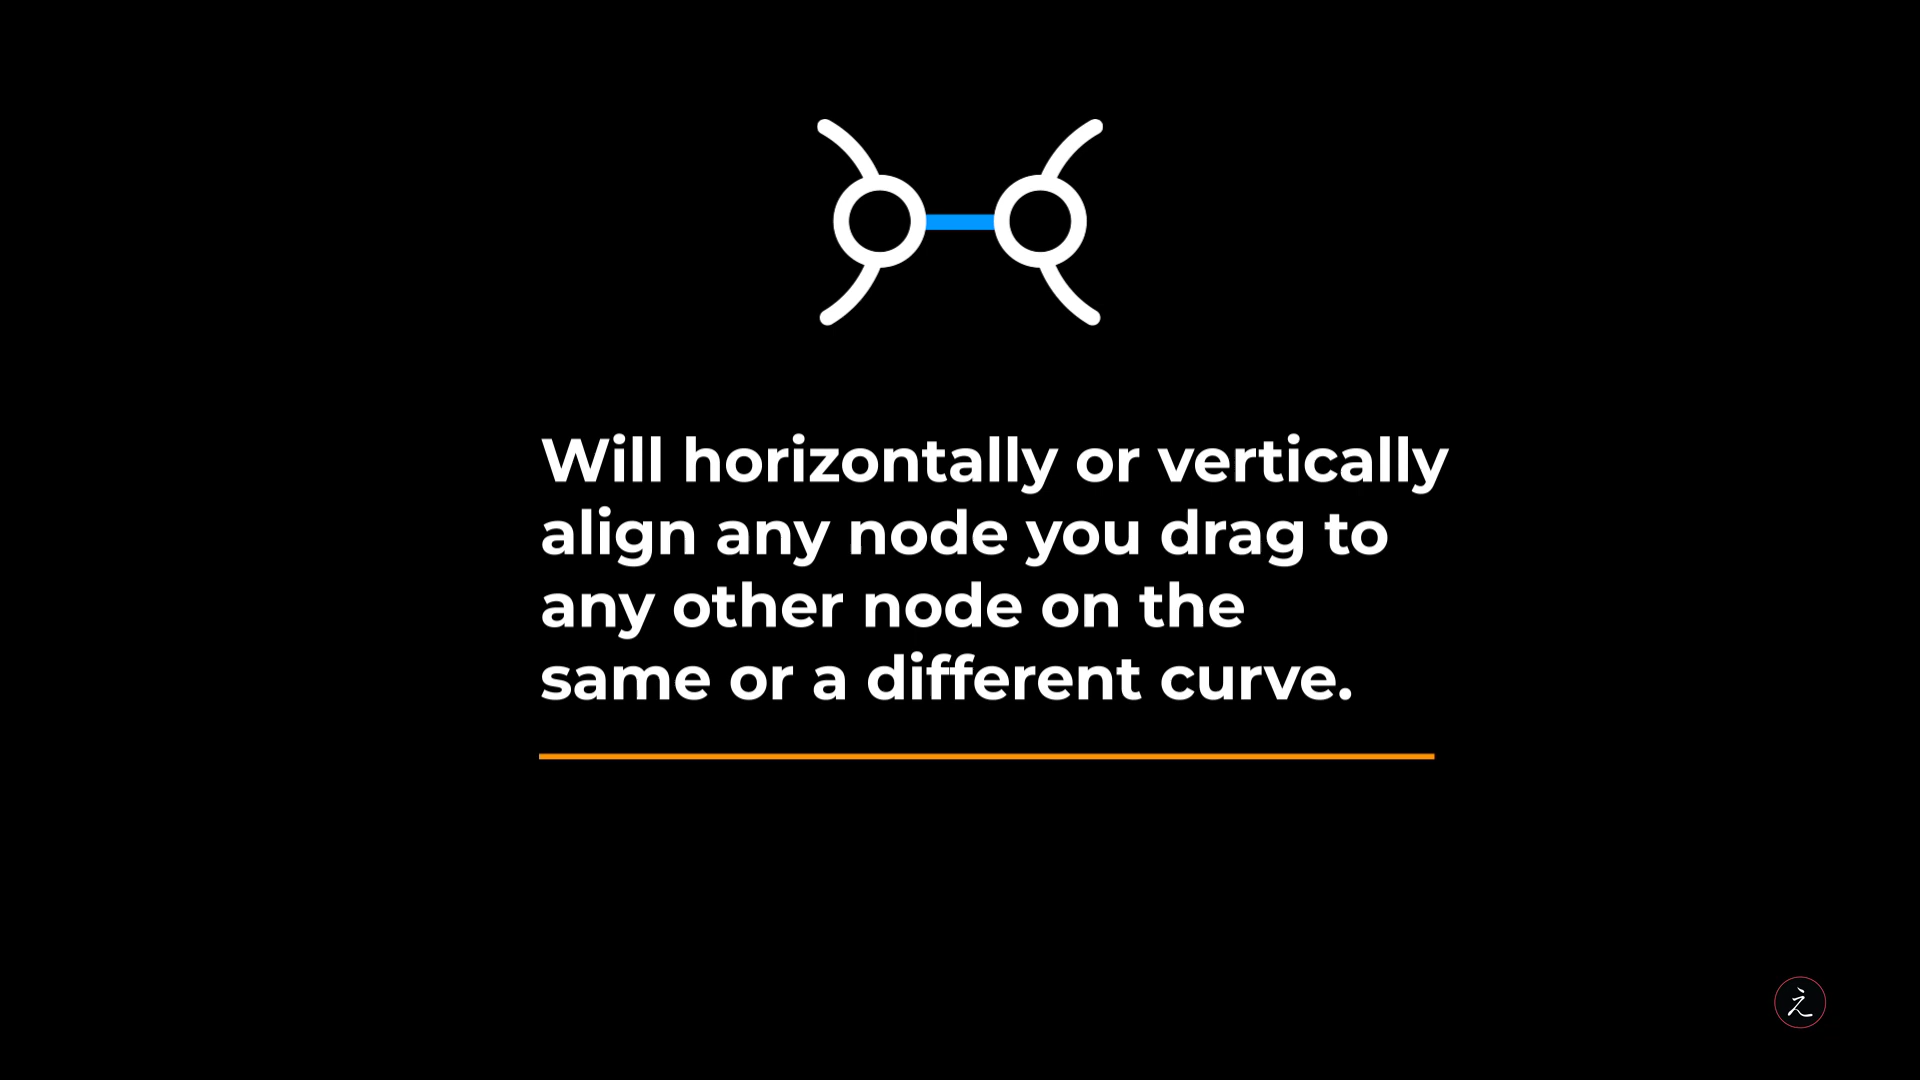 Will horizontally or vertically
align any node you drag to
any other node on the
same or a different curve.
え